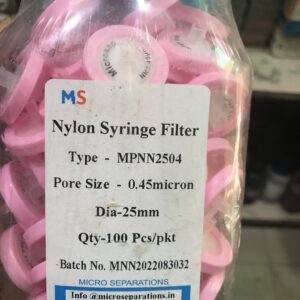 MS
Nylon Syringe Filter
Type - MPNN2504
Pore Size - 0.45micron
Dia-25mm
Qty-100 Pcs/pkt
Batch No. MNN2022083032
MICRO SEPARATIONS
Info @microseparations.in